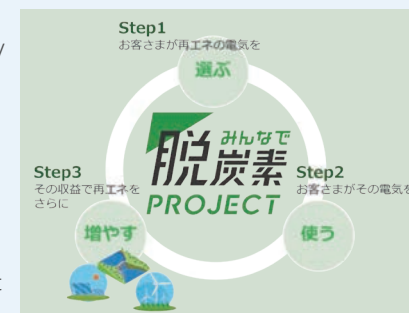 Step1
お客さまが再エネの電気を
選ぶ
みんなで
脱炭素
PROJECT
Step2
お客さまがその電気を
使う
Step3
その収益で再エネを
さらに
増やす